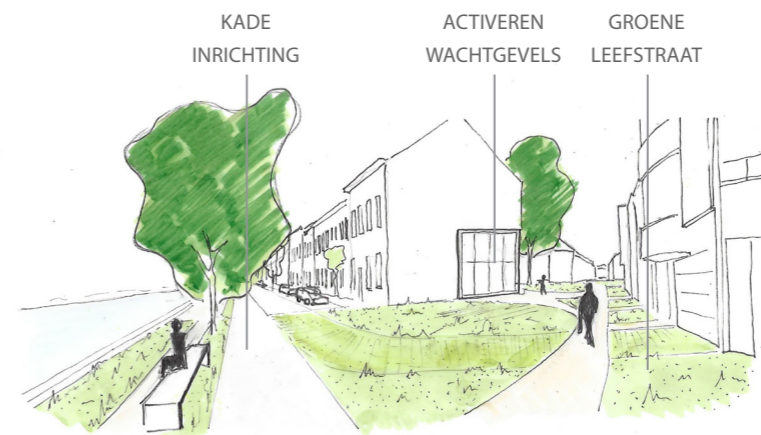 KADE
INRICHTING
ACTIVEREN
WACHTGEVELS
GROENE
LEEFSTRAAT